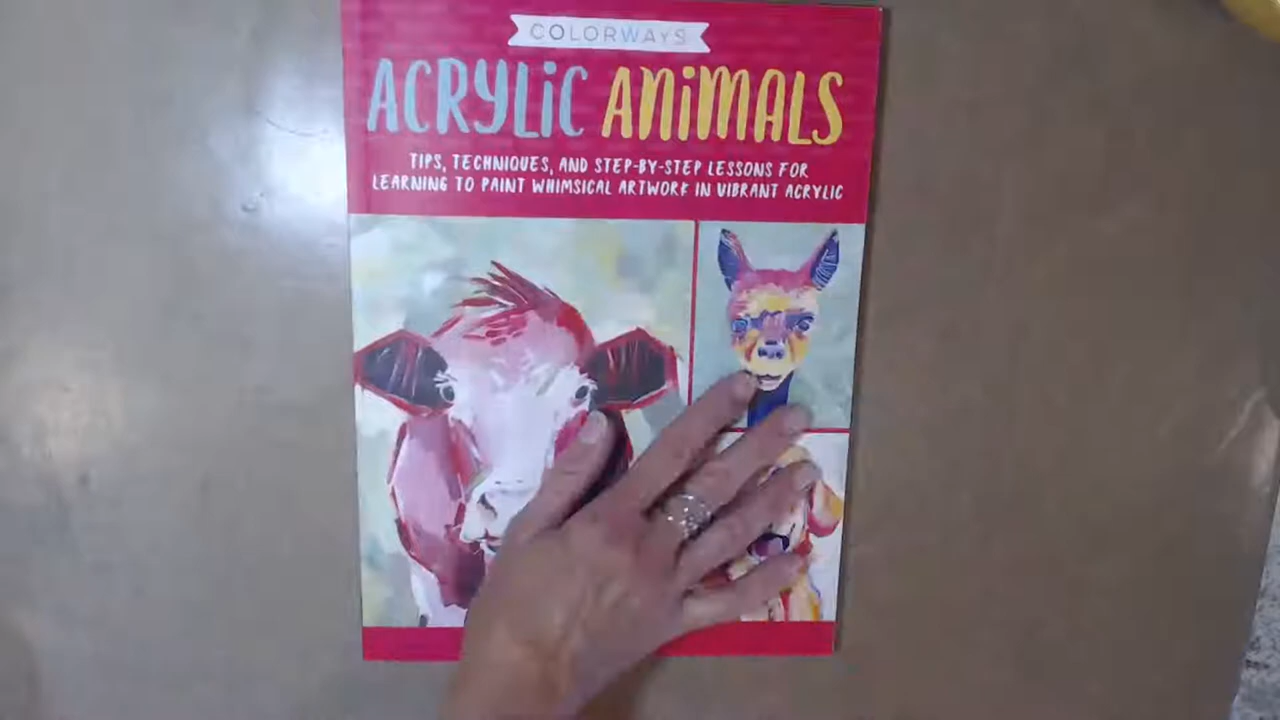 COLORWAYS
ACRYLiC ANiMALS
TIPS, TECHNIQUES, AND STEP-BY-STEP LESSONS FOR
LEARNING TO PAINT WHIMSICAL ARTWORK IN VIBRANT ACRYLIC